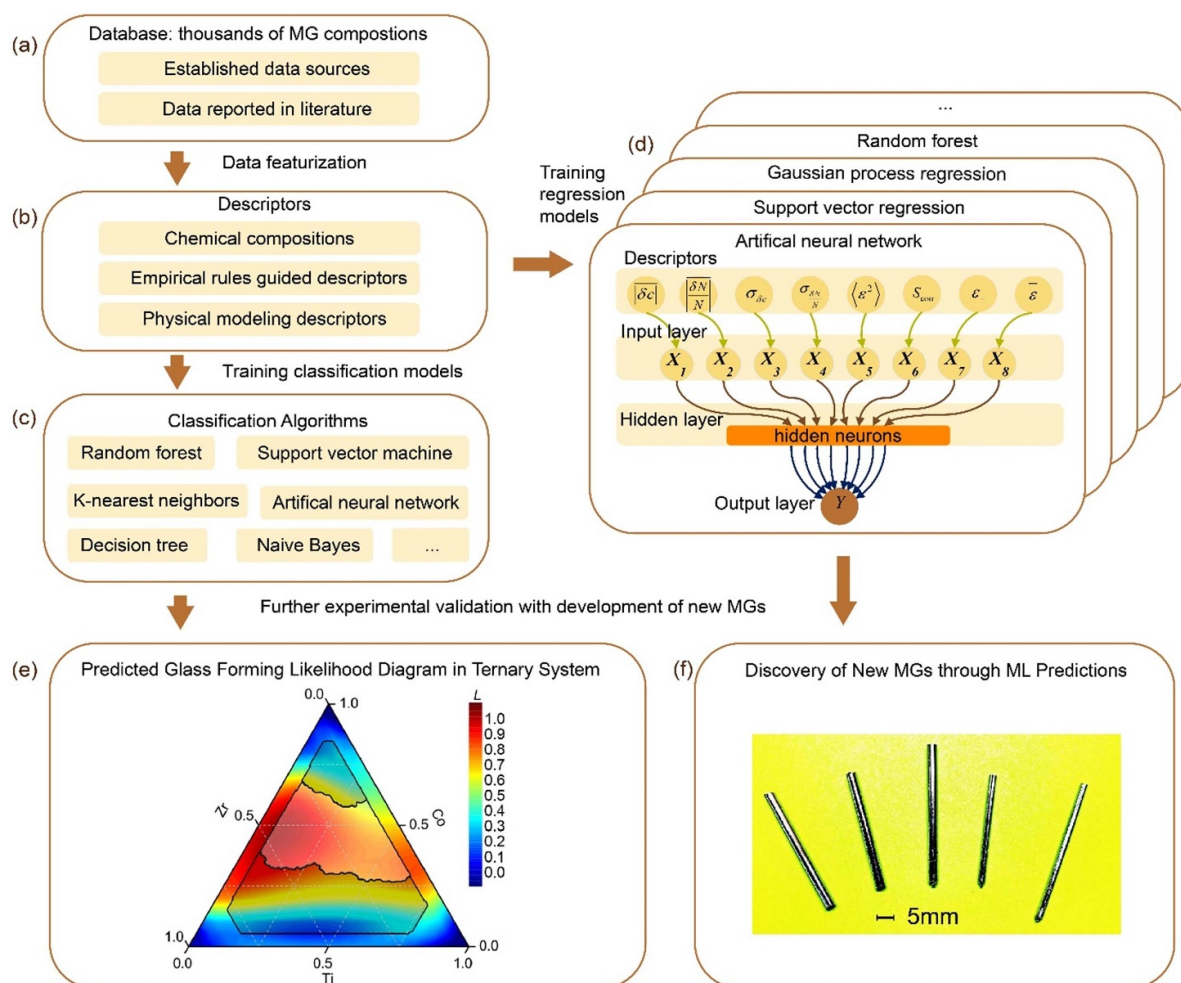 (a)
Database: thousands of MG compostions
Established data sources
Data reported in literature
Data featurization
(b)
Descriptors
Chemical compositions
Empirical rules guided descriptors
Physical modeling descriptors
Training classification models
(c)
Classification Algorithms
Random forest
Support vector machine
K-nearest neighbors
Artifical neural network
Decision tree
Naive Bayes
...
Training
regression
models
(d)
...
Random forest
Gaussian process regression
Support vector regression
Artifical neural network
Descriptors
|δc| |δN/N| σδc ⟨ε²⟩ ε
Input layer
X1 X2 X3 X4 X5 X6 X7 X8
Hidden layer
hidden neurons
Output layer
Y
Further experimental validation with development of new MGs
(e)
Predicted Glass Forming Likelihood Diagram in Ternary System
L
0.0
1.0
1.0
0.9
0.8
0.7
0.6
0.5
0.4
0.3
0.2
0.1
0.0
Zr
Co
0.5
0.5
1.0
0.0
0.0
0.5
1.0
Ti
(f)
Discovery of New MGs through ML Predictions
5mm